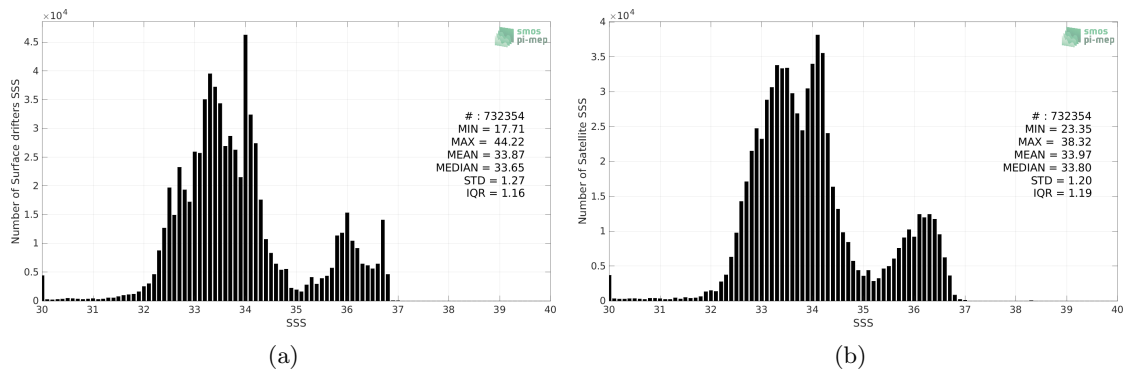 ×10⁴
4.5
4
3.5
3
2.5
2
1.5
1
0.5
0
Number of Surface drifters SSS
smos
pi-mep
# : 732354
MIN = 17.71
MAX = 44.22
MEAN = 33.87
MEDIAN = 33.65
STD = 1.27
IQR = 1.16
30 31 32 33 34 35 36 37 38 39 40
SSS
(a)
×10⁴
4
3.5
3
2.5
2
1.5
1
0.5
0
Number of Satellite SSS
smos
pi-mep
# : 732354
MIN = 23.35
MAX = 38.32
MEAN = 33.97
MEDIAN = 33.80
STD = 1.20
IQR = 1.19
30 31 32 33 34 35 36 37 38 39 40
SSS
(b)